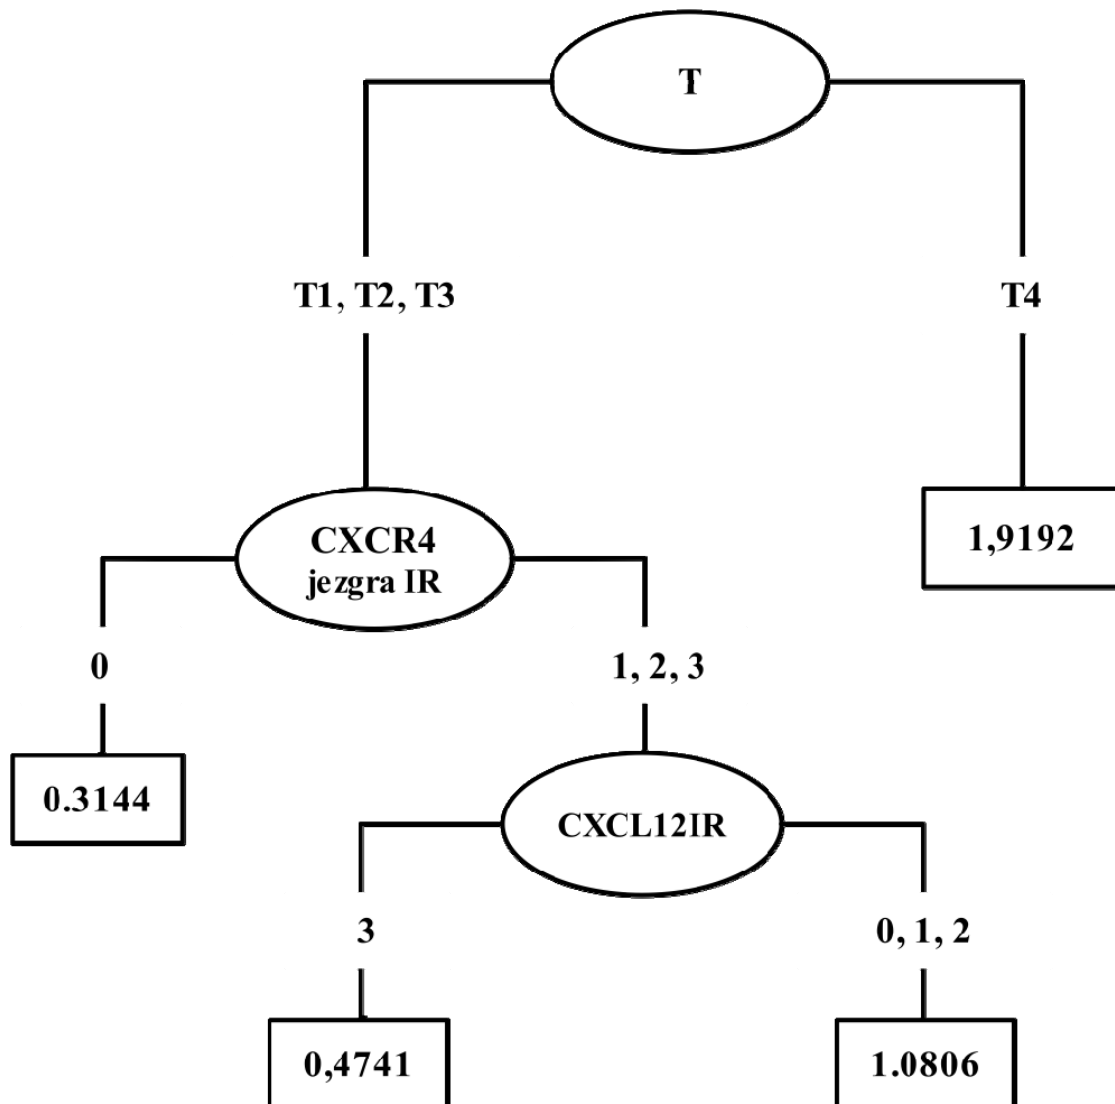 T
T1, T2, T3
T4
CXCR4
jezgra IR
1,9192
0
1, 2, 3
0.3144
CXCL12IR
3
0, 1, 2
0,4741
1.0806